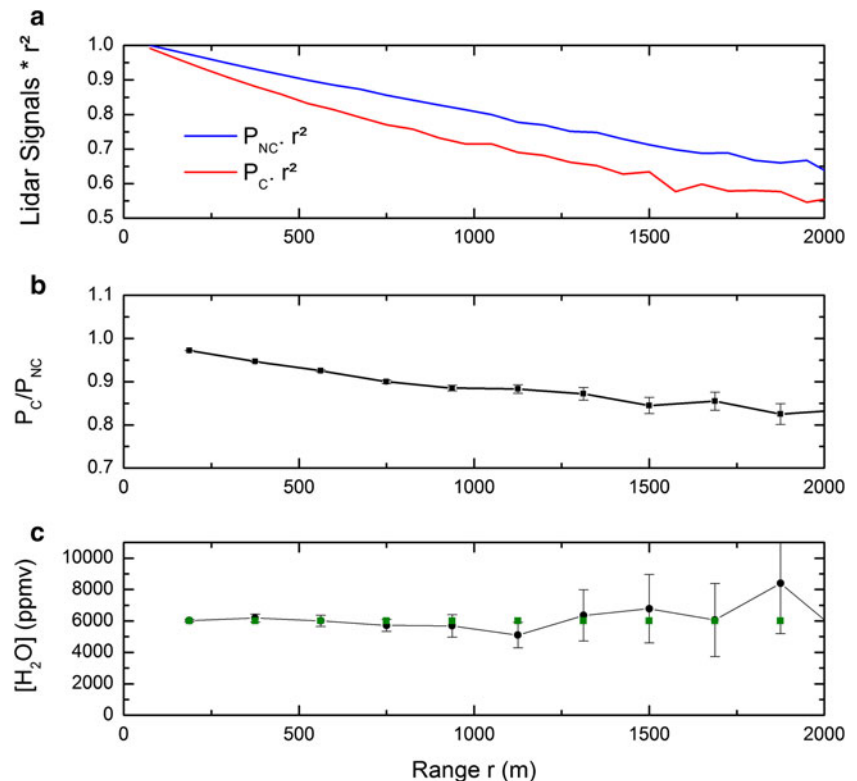 a
1.0
0.9
0.8
0.7
0.6
0.5
Lidar Signals * r²
P_NC· r²
P_C· r²
0 500 1000 1500 2000
b
1.1
1.0
0.9
0.8
0.7
P_C/P_NC
0 500 1000 1500 2000
c
10000
8000
6000
4000
2000
0
[H₂O] (ppmv)
0 500 1000 1500 2000
Range r (m)